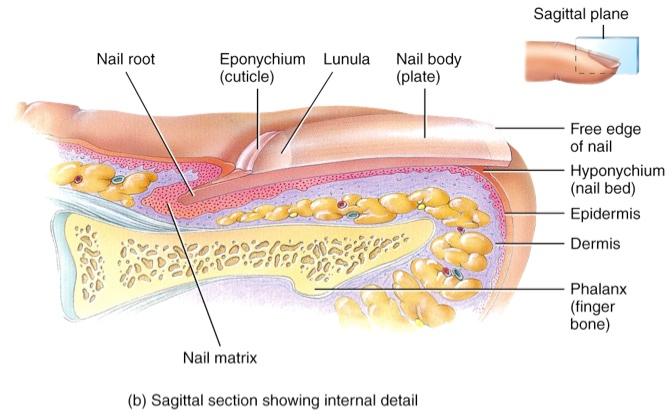 Sagittal plane
Nail root
Eponychium
(cuticle)
Lunula
Nail body
(plate)
Free edge
of nail
Hyponychium
(nail bed)
Epidermis
Dermis
Phalanx
(finger
bone)
Nail matrix
(b) Sagittal section showing internal detail